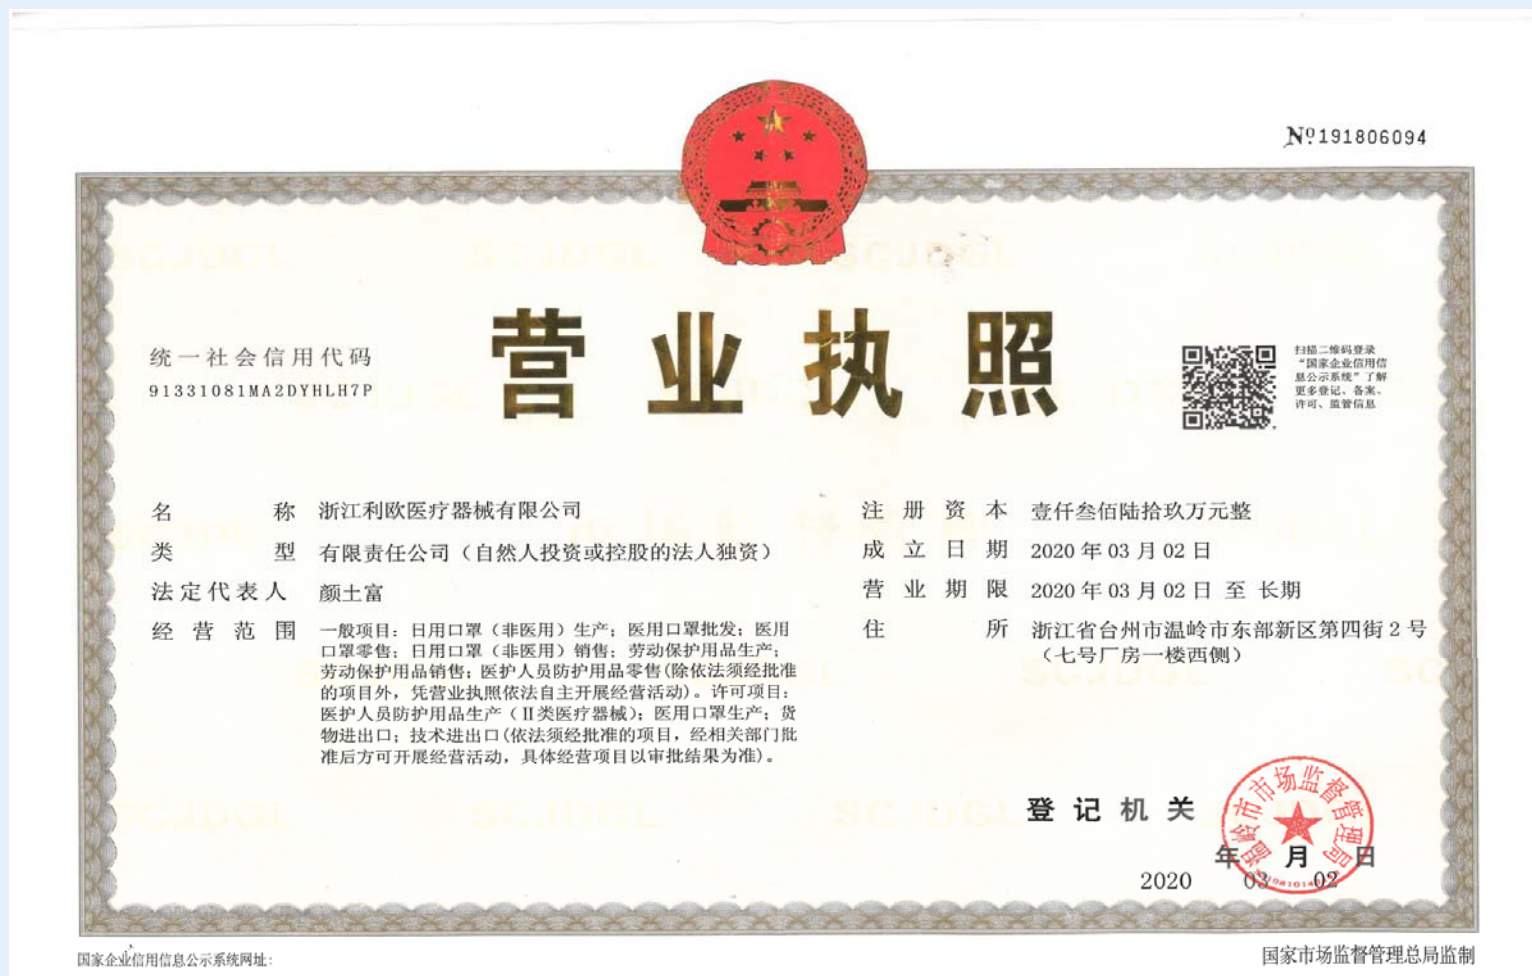 №191806094
营业执照
统一社会信用代码
91331081MA2DYHLH7P
扫描二维码登录
“国家企业信用信
息公示系统”了解
更多登记、备案、
许可、监管信息
名称 浙江利欧医疗器械有限公司
类型 有限责任公司（自然人投资或控股的法人独资）
法定代表人 颜土富
经营范围 一般项目：日用口罩（非医用）生产；医用口罩批发；医用
口罩零售；日用口罩（非医用）销售；劳动保护用品生产；
劳动保护用品销售；医护人员防护用品零售(除依法须经批准
的项目外，凭营业执照依法自主开展经营活动)。许可项目：
医护人员防护用品生产（Ⅱ类医疗器械）；医用口罩生产；货
物进出口；技术进出口(依法须经批准的项目，经相关部门批
准后方可开展经营活动，具体经营项目以审批结果为准)。
注册资本 壹仟叁佰陆拾玖万元整
成立日期 2020年03月02日
营业期限 2020年03月02日至长期
住所 浙江省台州市温岭市东部新区第四街2号
（七号厂房一楼西侧）
登记机关
温岭市市场监督管理局
年月日
2020 03 02
国家企业信用信息公示系统网址：
国家市场监督管理总局监制